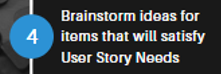 4
Brainstorm ideas for
items that will satisfy
User Story Needs